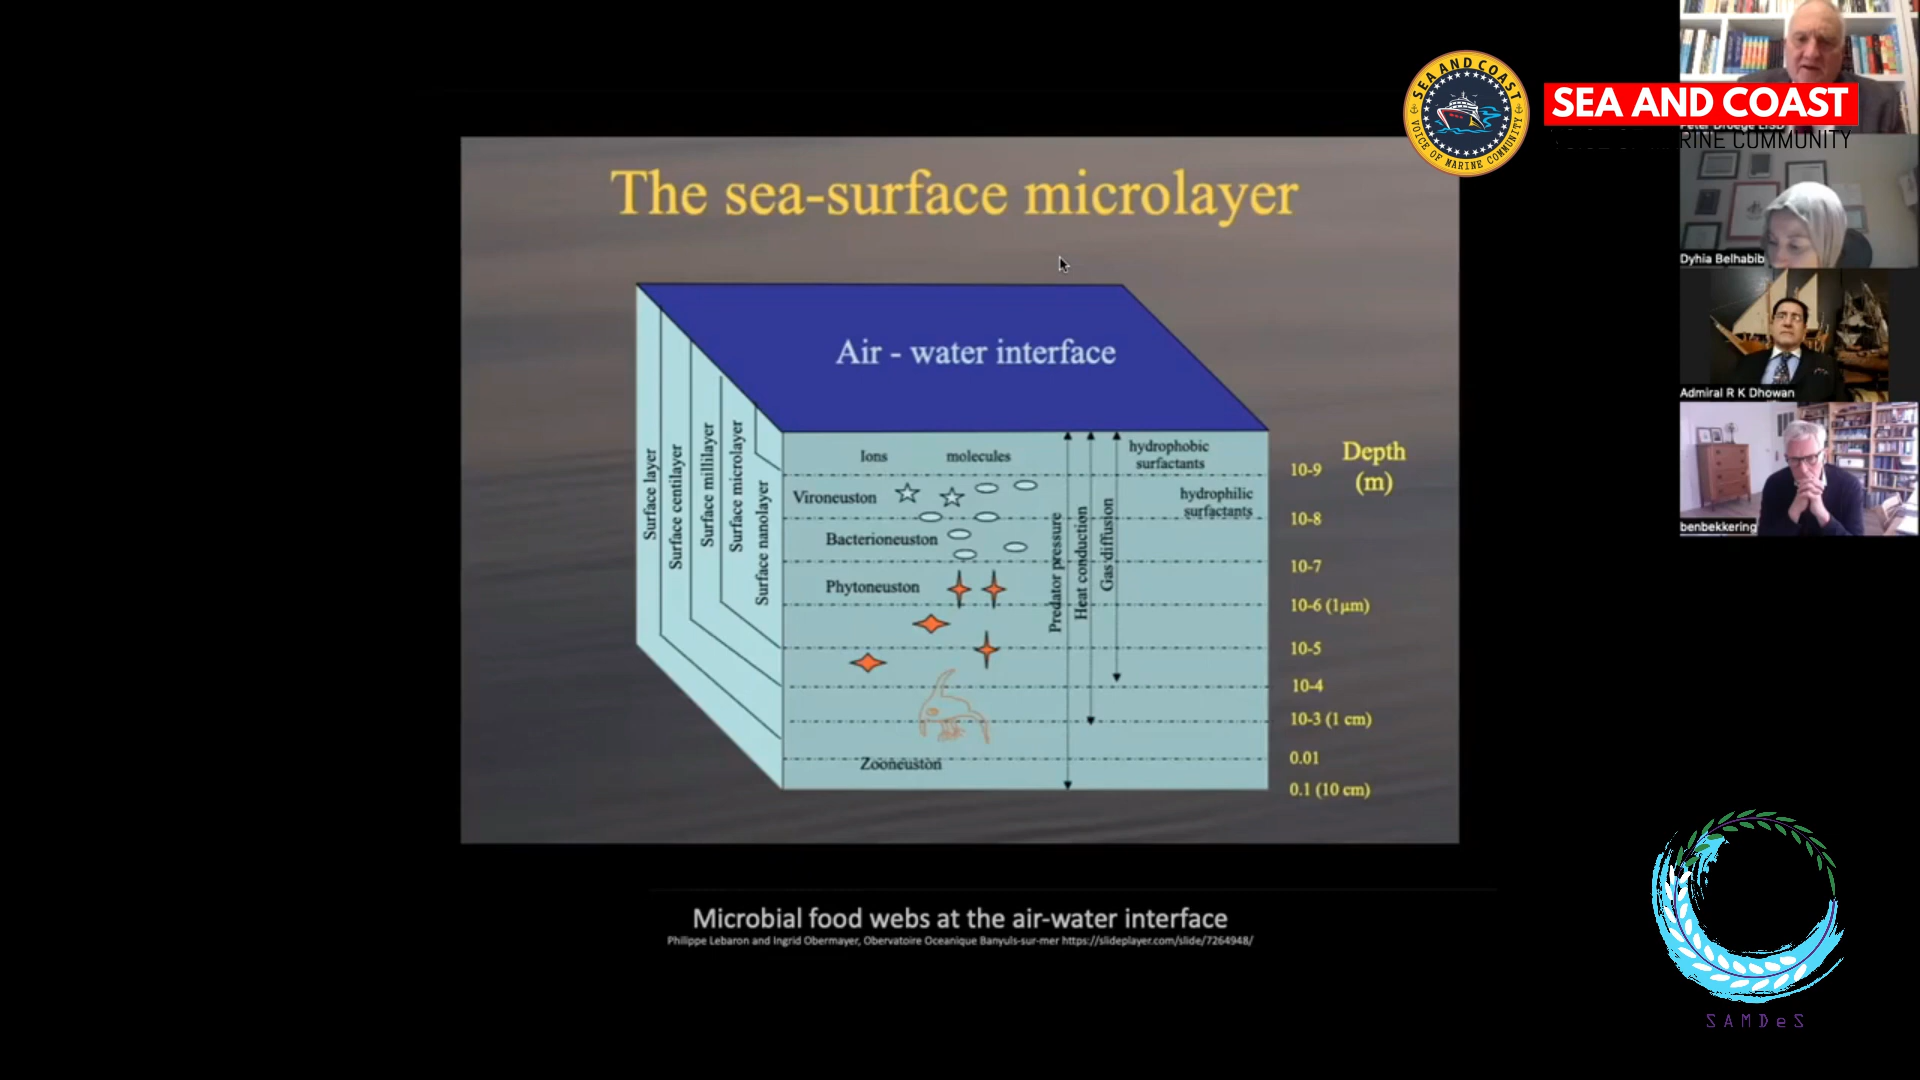 The sea-surface microlayer
Air - water interface
Surface layer
Surface centilayer
Surface millilayer
Surface microlayer
Surface nanolayer
Ions molecules
hydrophobic
surfactants
Vironeuston
hydrophilic
surfactants
Bacterioneuston
Phytoneuston
Zooneuston
Predator pressure
Heat conduction
Gas diffusion
Depth
(m)
10-9
10-8
10-7
10-6 (1µm)
10-5
10-4
10-3 (1 cm)
0.01
0.1 (10 cm)
Microbial food webs at the air-water interface
Philippe Lebaron and Ingrid Obermayer, Obervatoire Oceanique Banyuls-sur-mer https://slideplayer.com/slide/7264948/
SEA AND COAST
VOICE OF MARINE COMMUNITY
SEA AND COAST
RINE COMMUNITY
Dyhia Belhabib
Admiral R K Dhowan
benbekkering
SAMDeS